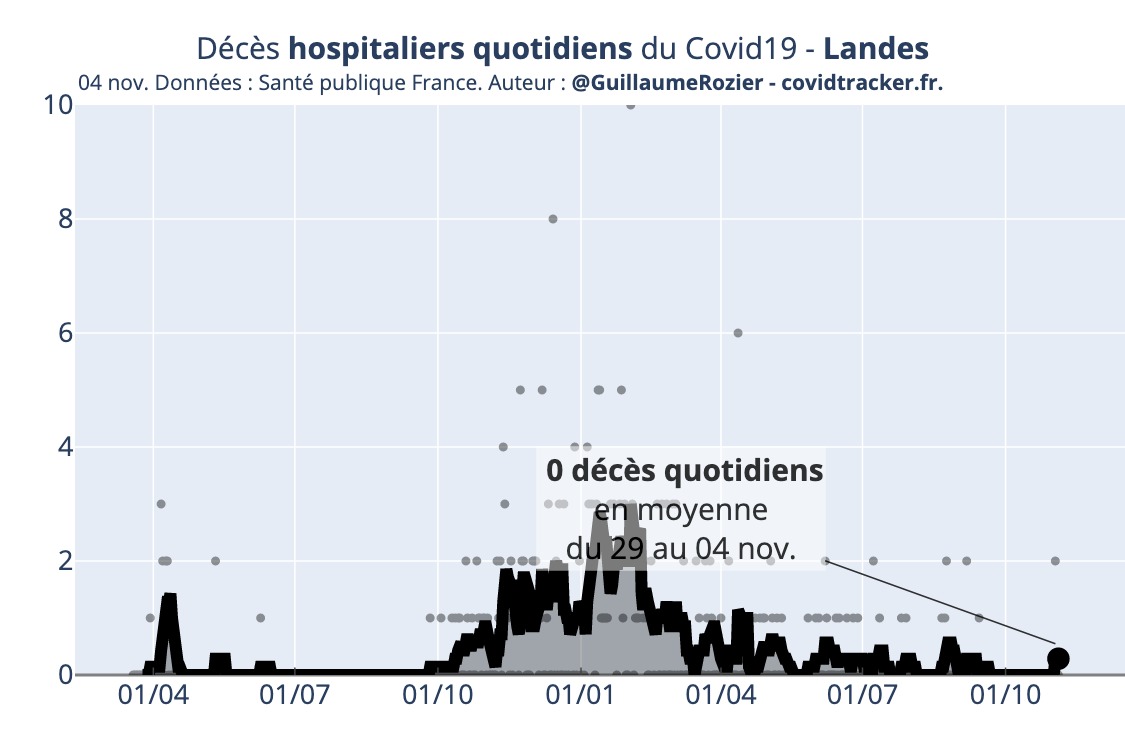 Décès hospitaliers quotidiens du Covid19 - Landes
04 nov. Données : Santé publique France. Auteur : @GuillaumeRozier - covidtracker.fr.
10
8
6
4
0 décès quotidiens
en moyenne
du 29 au 04 nov.
2
0
01/04 01/07 01/10 01/01 01/04 01/07 01/10